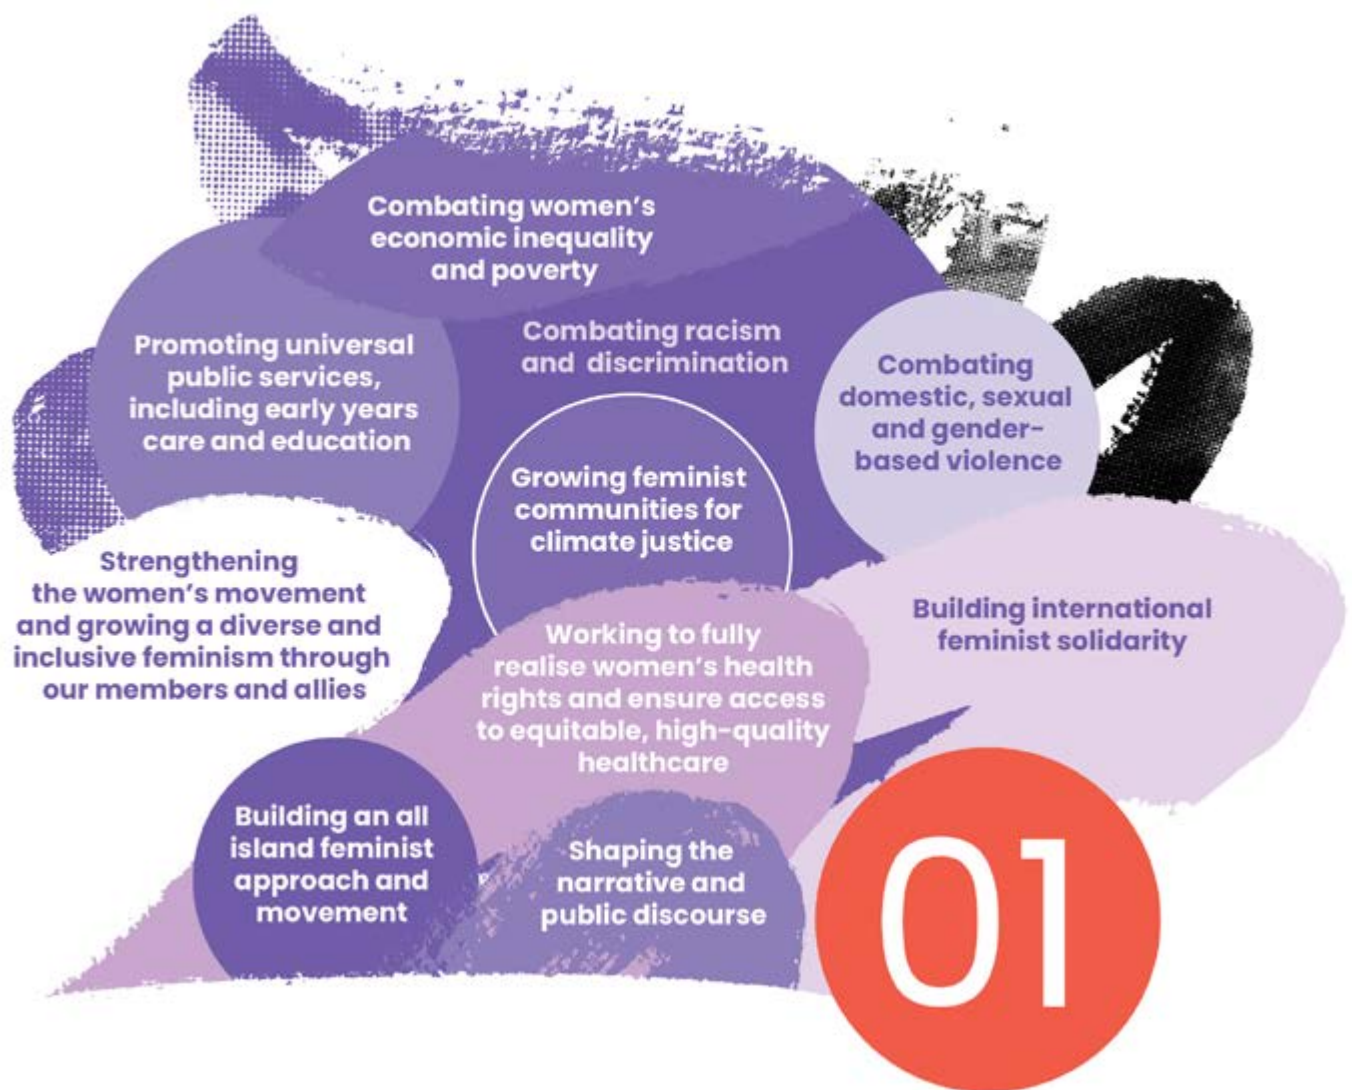 Combating women's
economic inequality
and poverty
Promoting universal
public services,
including early years
care and education
Combating racism
and discrimination
Combating
domestic, sexual
and gender-
based violence
Growing feminist
communities for
climate justice
Strengthening
the women's movement
and growing a diverse and
inclusive feminism through
our members and allies
Working to fully
realise women's health
rights and ensure access
to equitable, high-quality
healthcare
Building international
feminist solidarity
Building an all
island feminist
approach and
movement
Shaping the
narrative and
public discourse
01